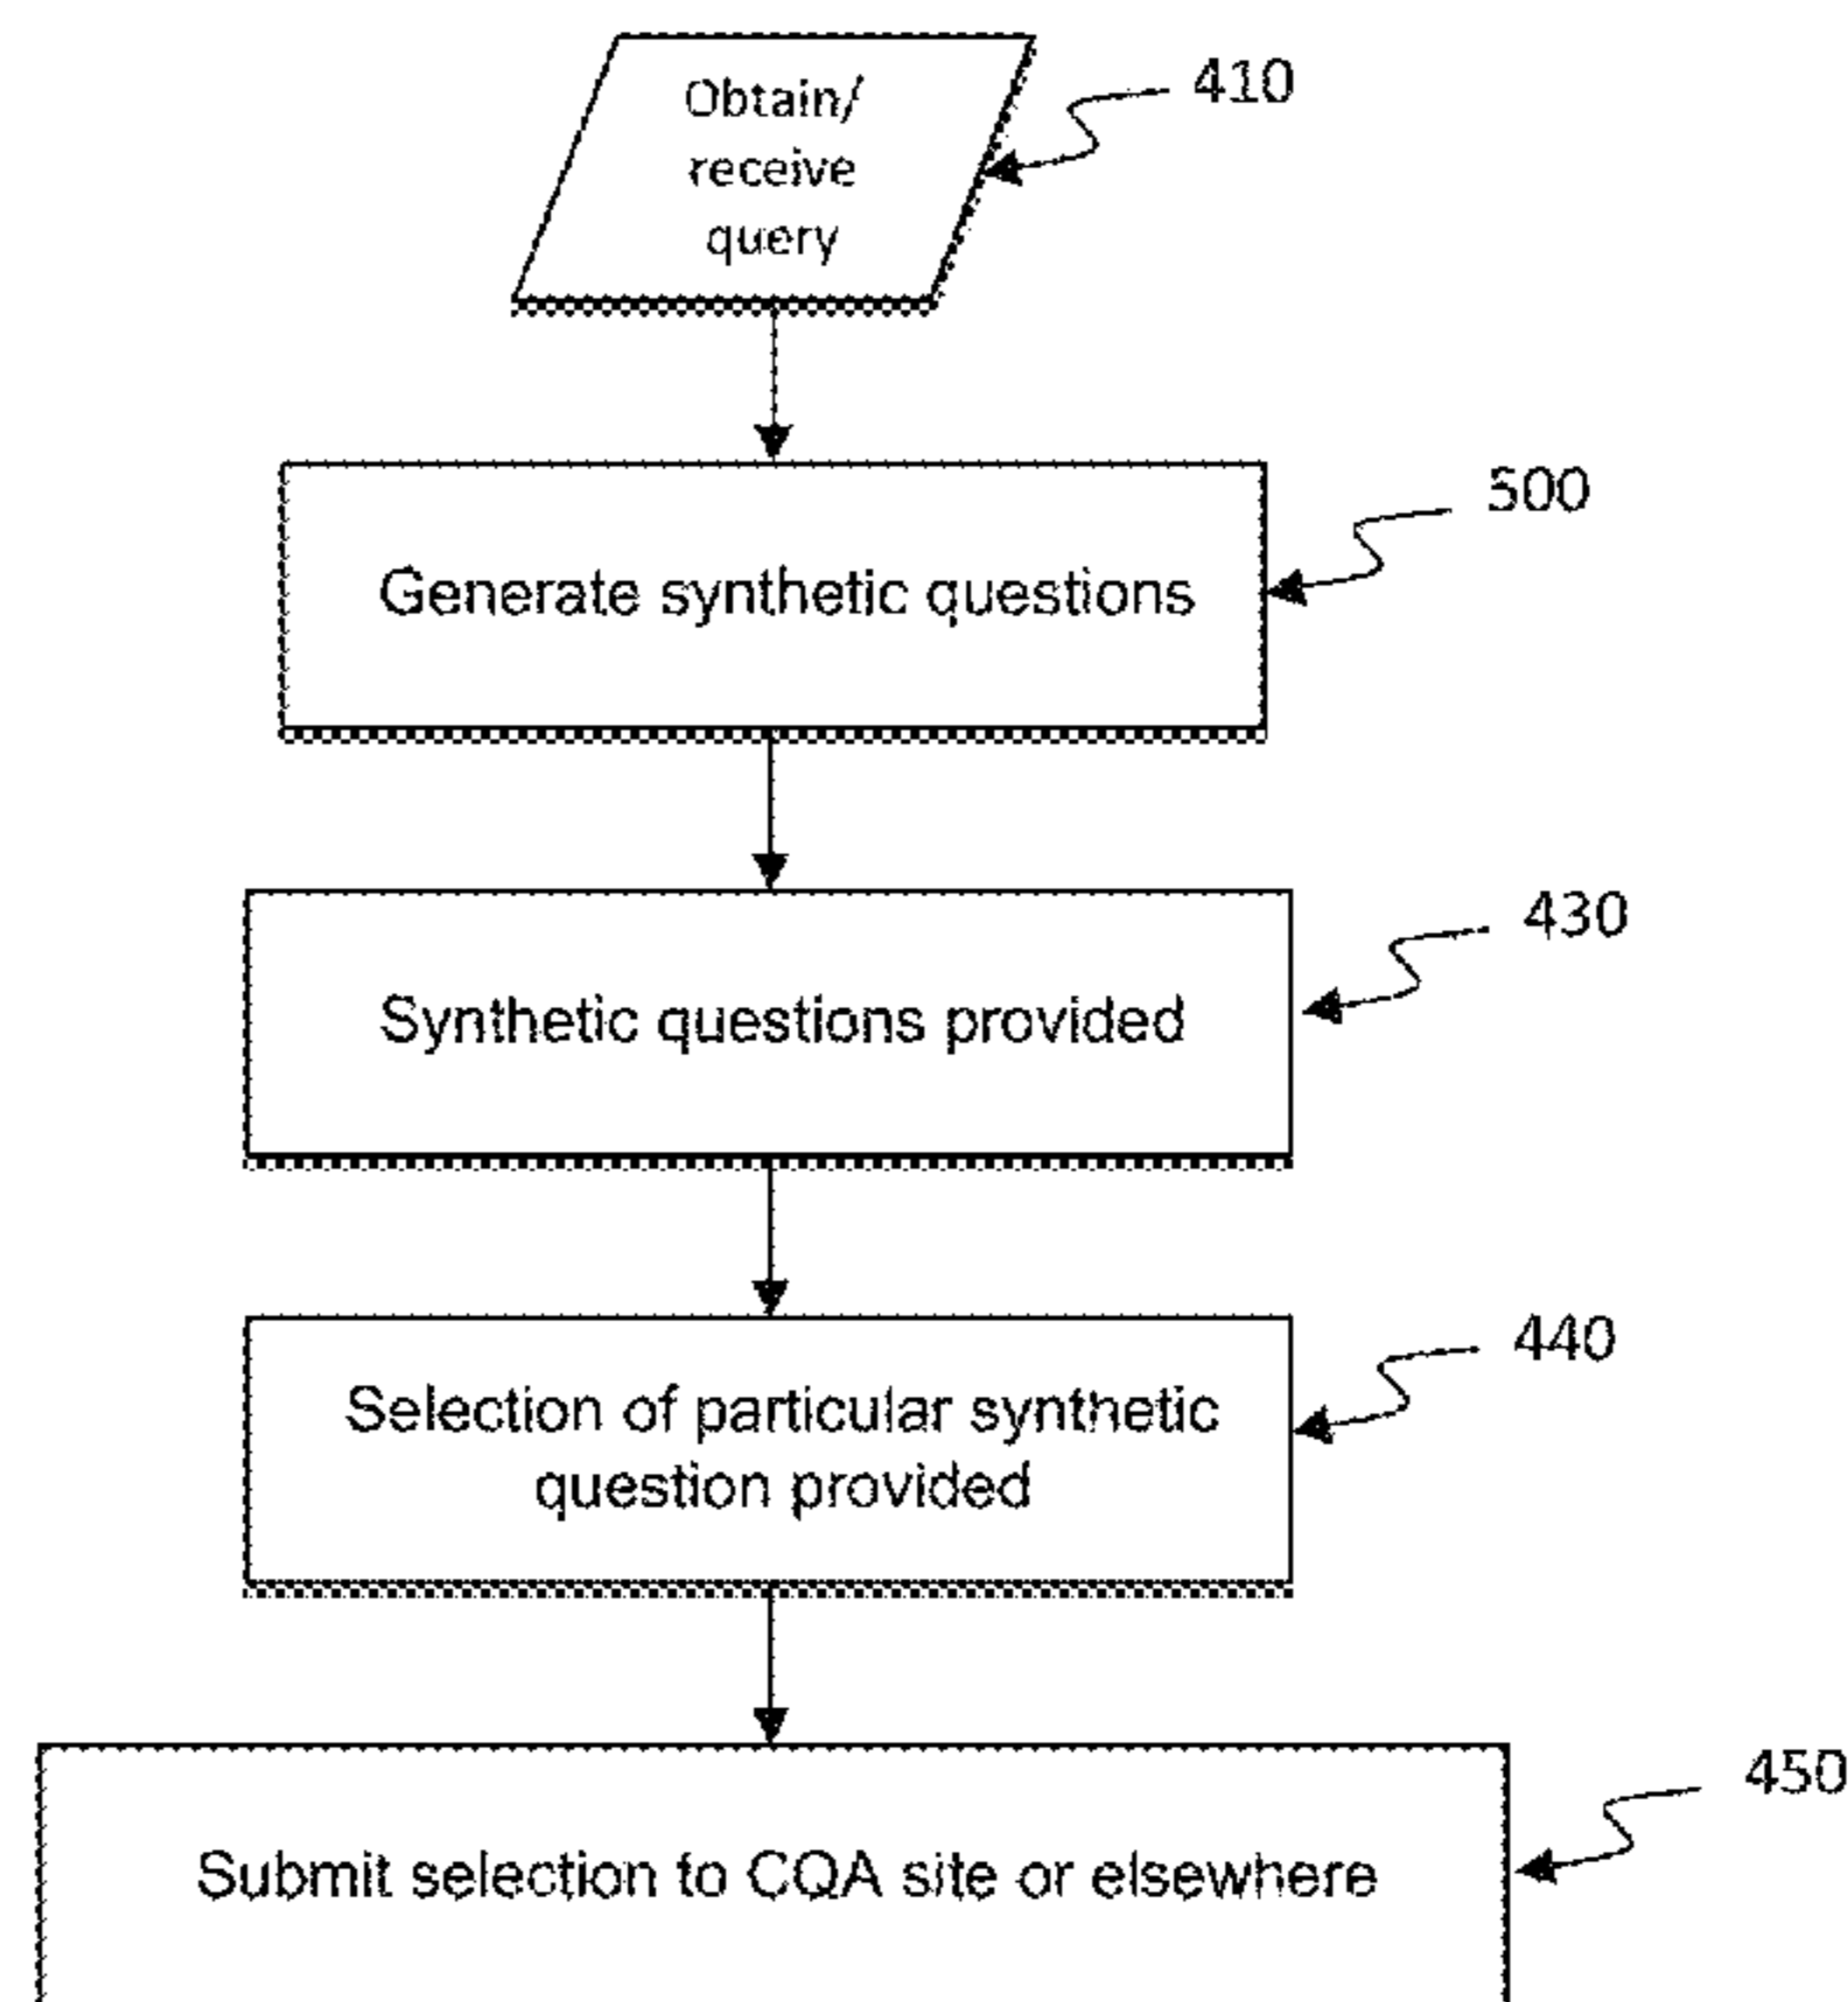 Obtain/
receive
query
410
Generate synthetic questions
500
Synthetic questions provided
430
Selection of particular synthetic
question provided
440
Submit selection to CQA site or elsewhere
450